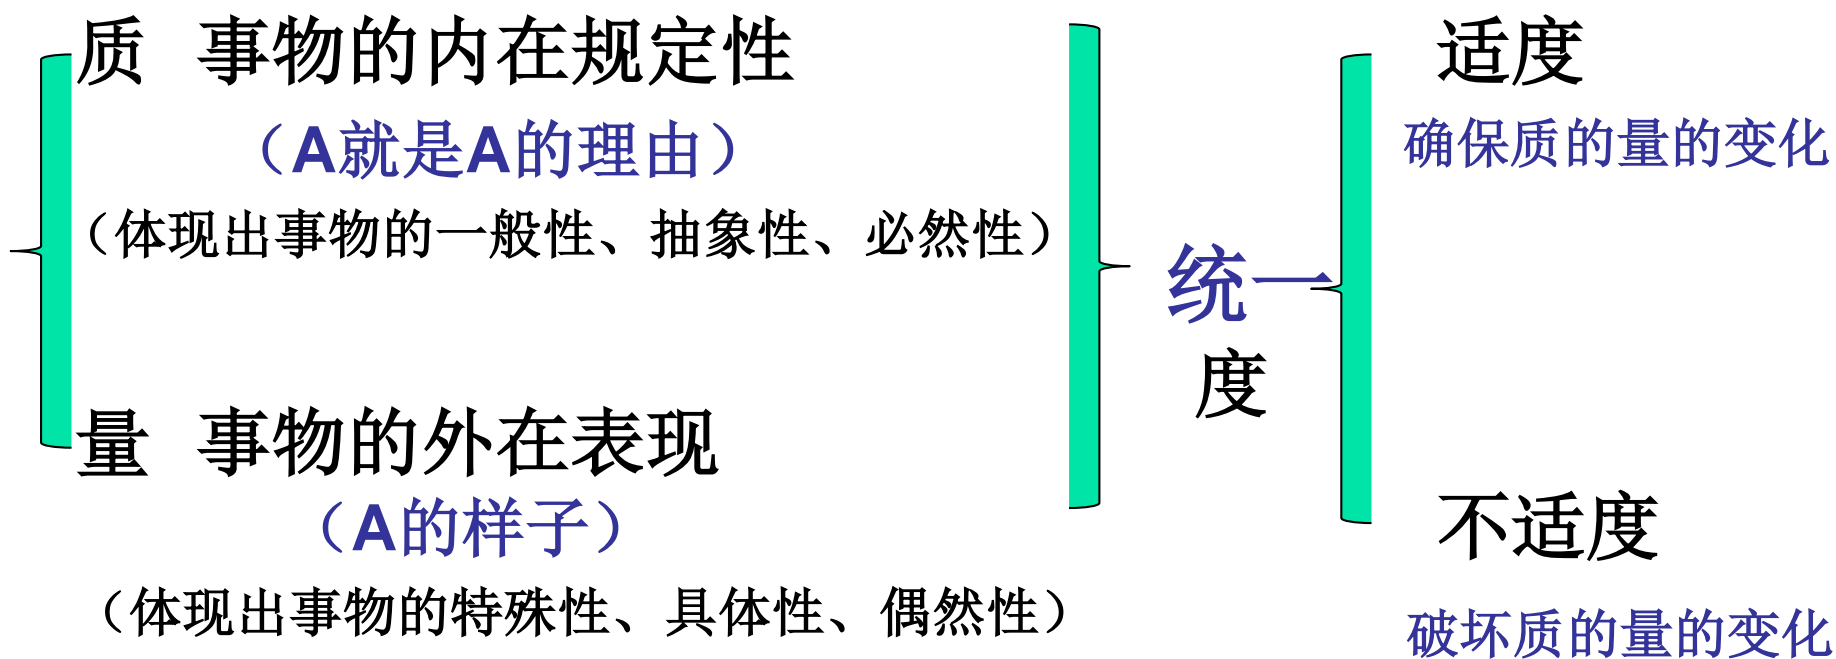 质 事物的内在规定性
（A就是A的理由）
（体现出事物的一般性、抽象性、必然性）
量 事物的外在表现
（A的样子）
（体现出事物的特殊性、具体性、偶然性）
统一
度
适度
确保质的量的变化
不适度
破坏质的量的变化